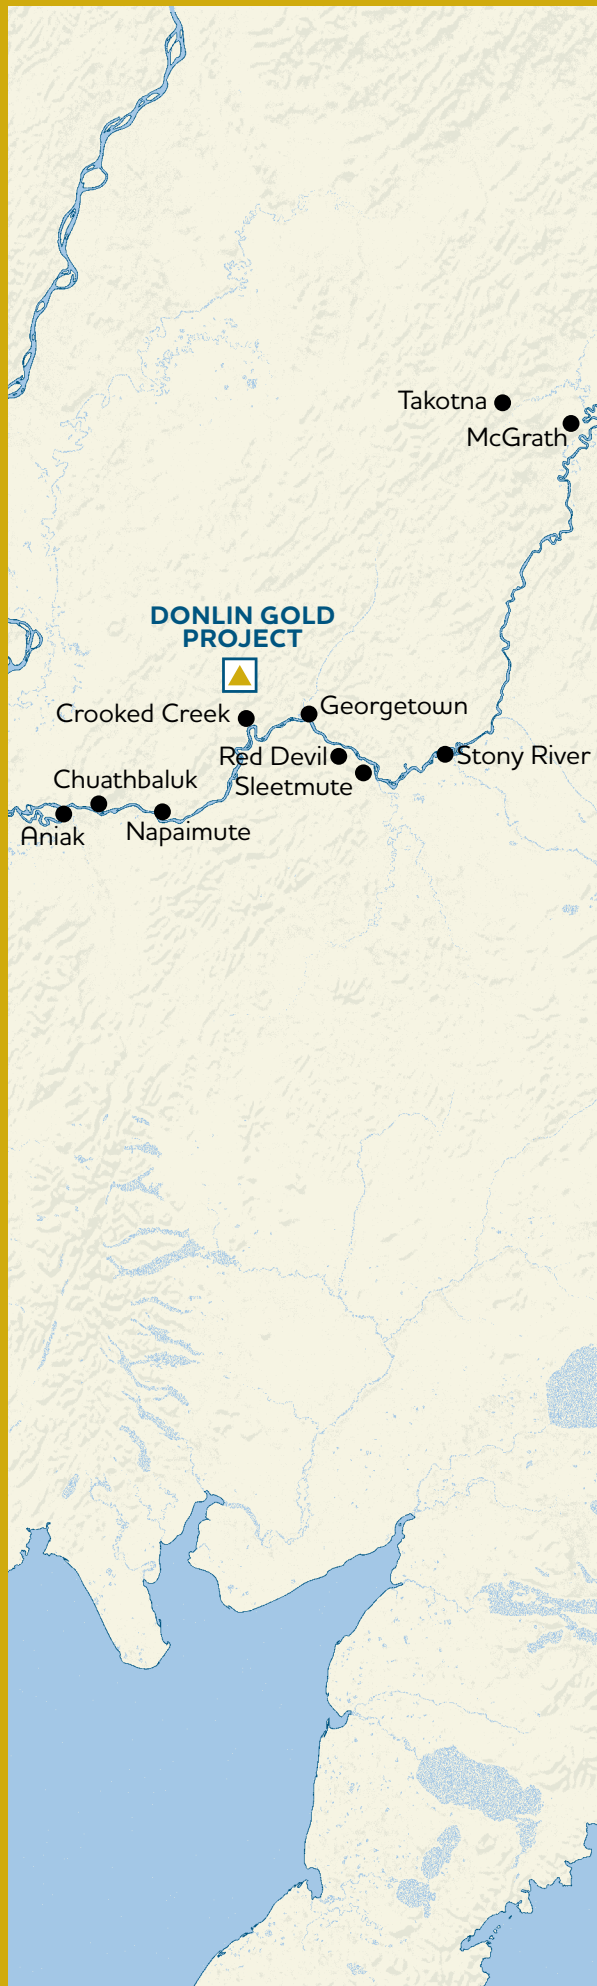 Takotna
McGrath
DONLIN GOLD
PROJECT
Georgetown
Crooked Creek
Red Devil
Stony River
Sleetmute
Chuathbaluk
Napaimute
Aniak